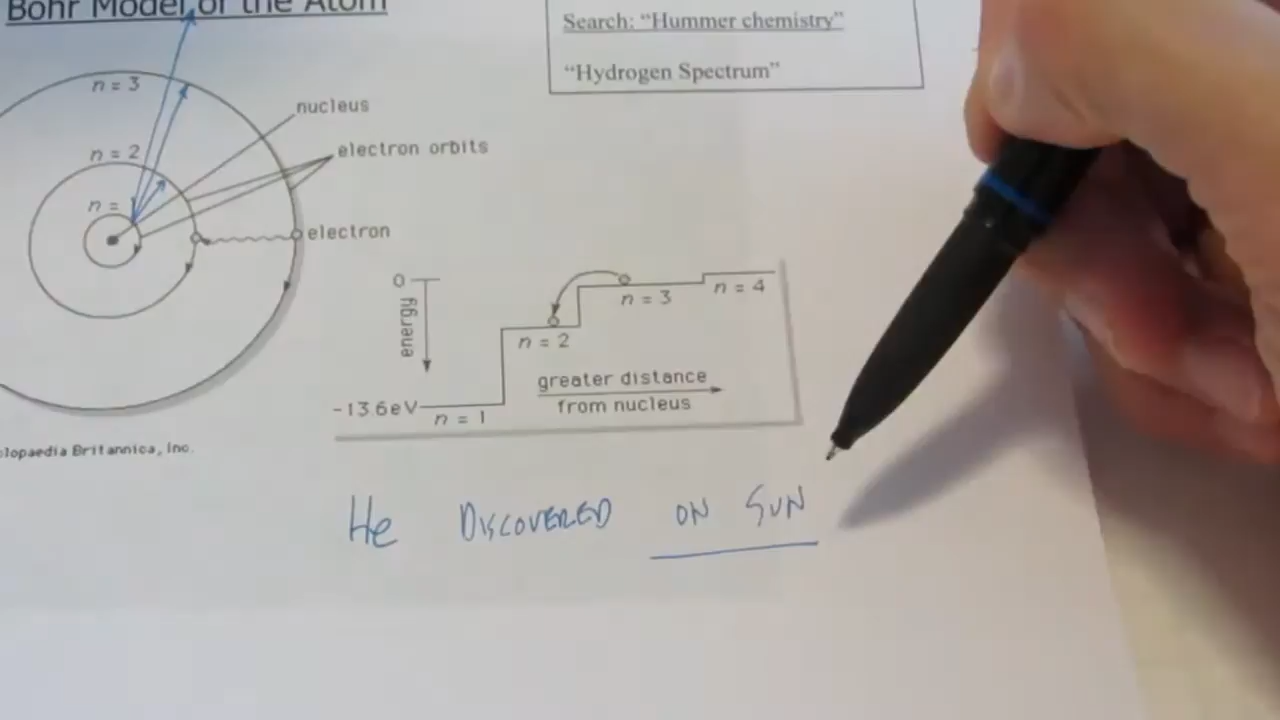 Bohr Model of the Atom
Search: “Hummer chemistry”
“Hydrogen Spectrum”
n = 3
nucleus
n = 2
electron orbits
n = 1
electron
0
energy
n = 3
n = 4
n = 2
greater distance
from nucleus
-13.6eV
n = 1
clopaedia Britannica, Inc.
He DISCOVERED ON SUN